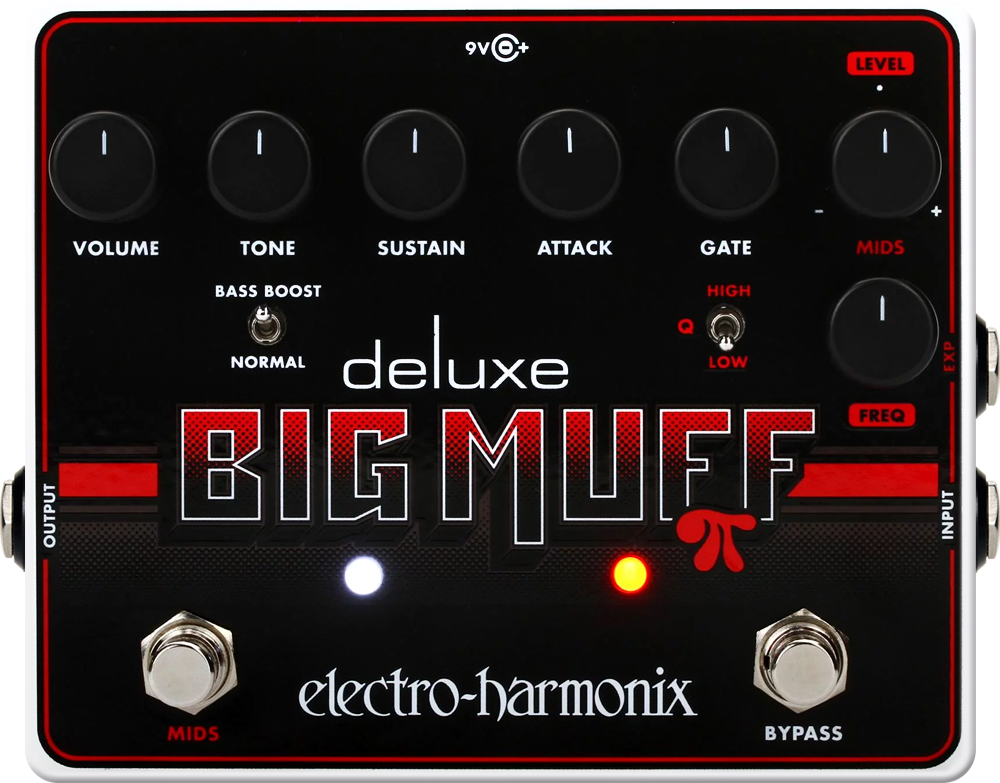 9V +
LEVEL
- +
VOLUME TONE SUSTAIN ATTACK GATE MIDS
BASS BOOST
HIGH
Q
NORMAL
LOW
EXP
deluxe
FREQ
BIG MUFF
π
OUTPUT
INPUT
electro-harmonix
MIDS
BYPASS